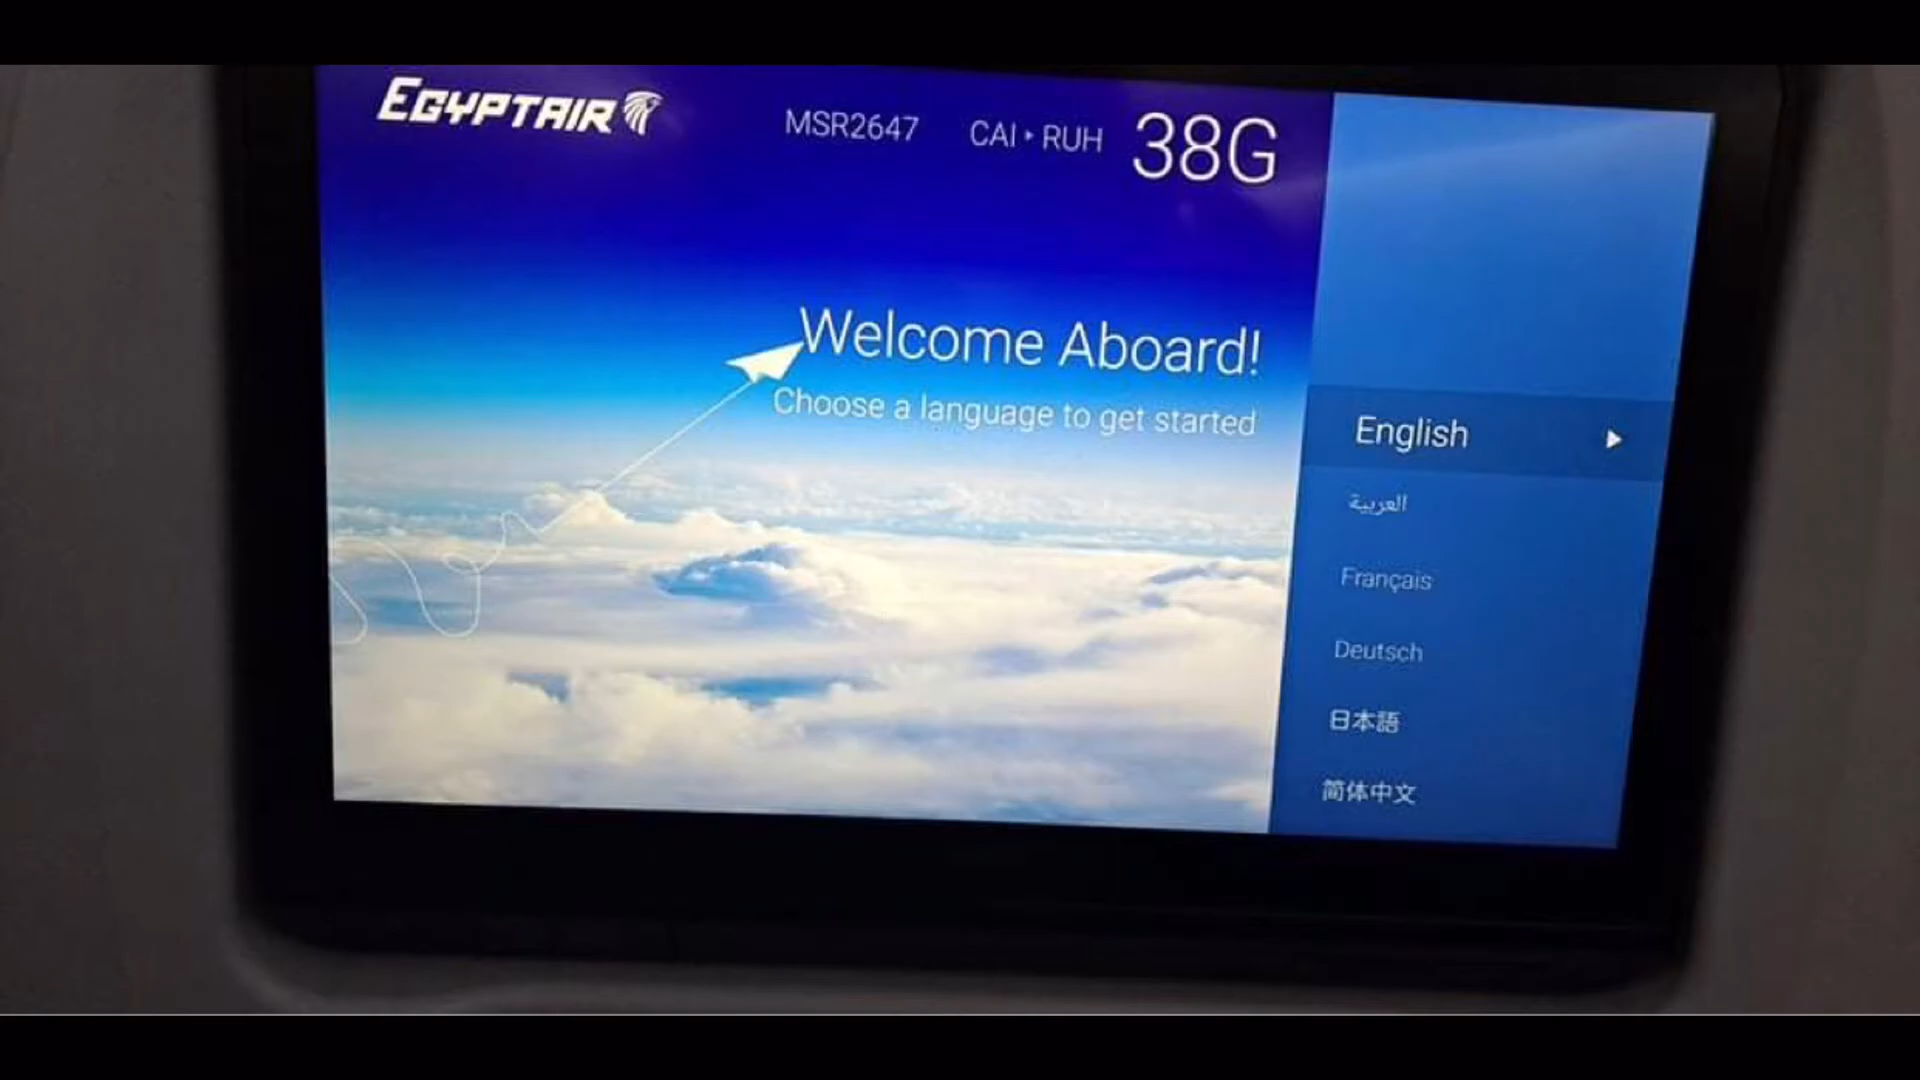 EGYPTAIR
MSR2647 CAI ▸ RUH 38G
Welcome Aboard!
Choose a language to get started
English
العربية
Français
Deutsch
日本語
简体中文